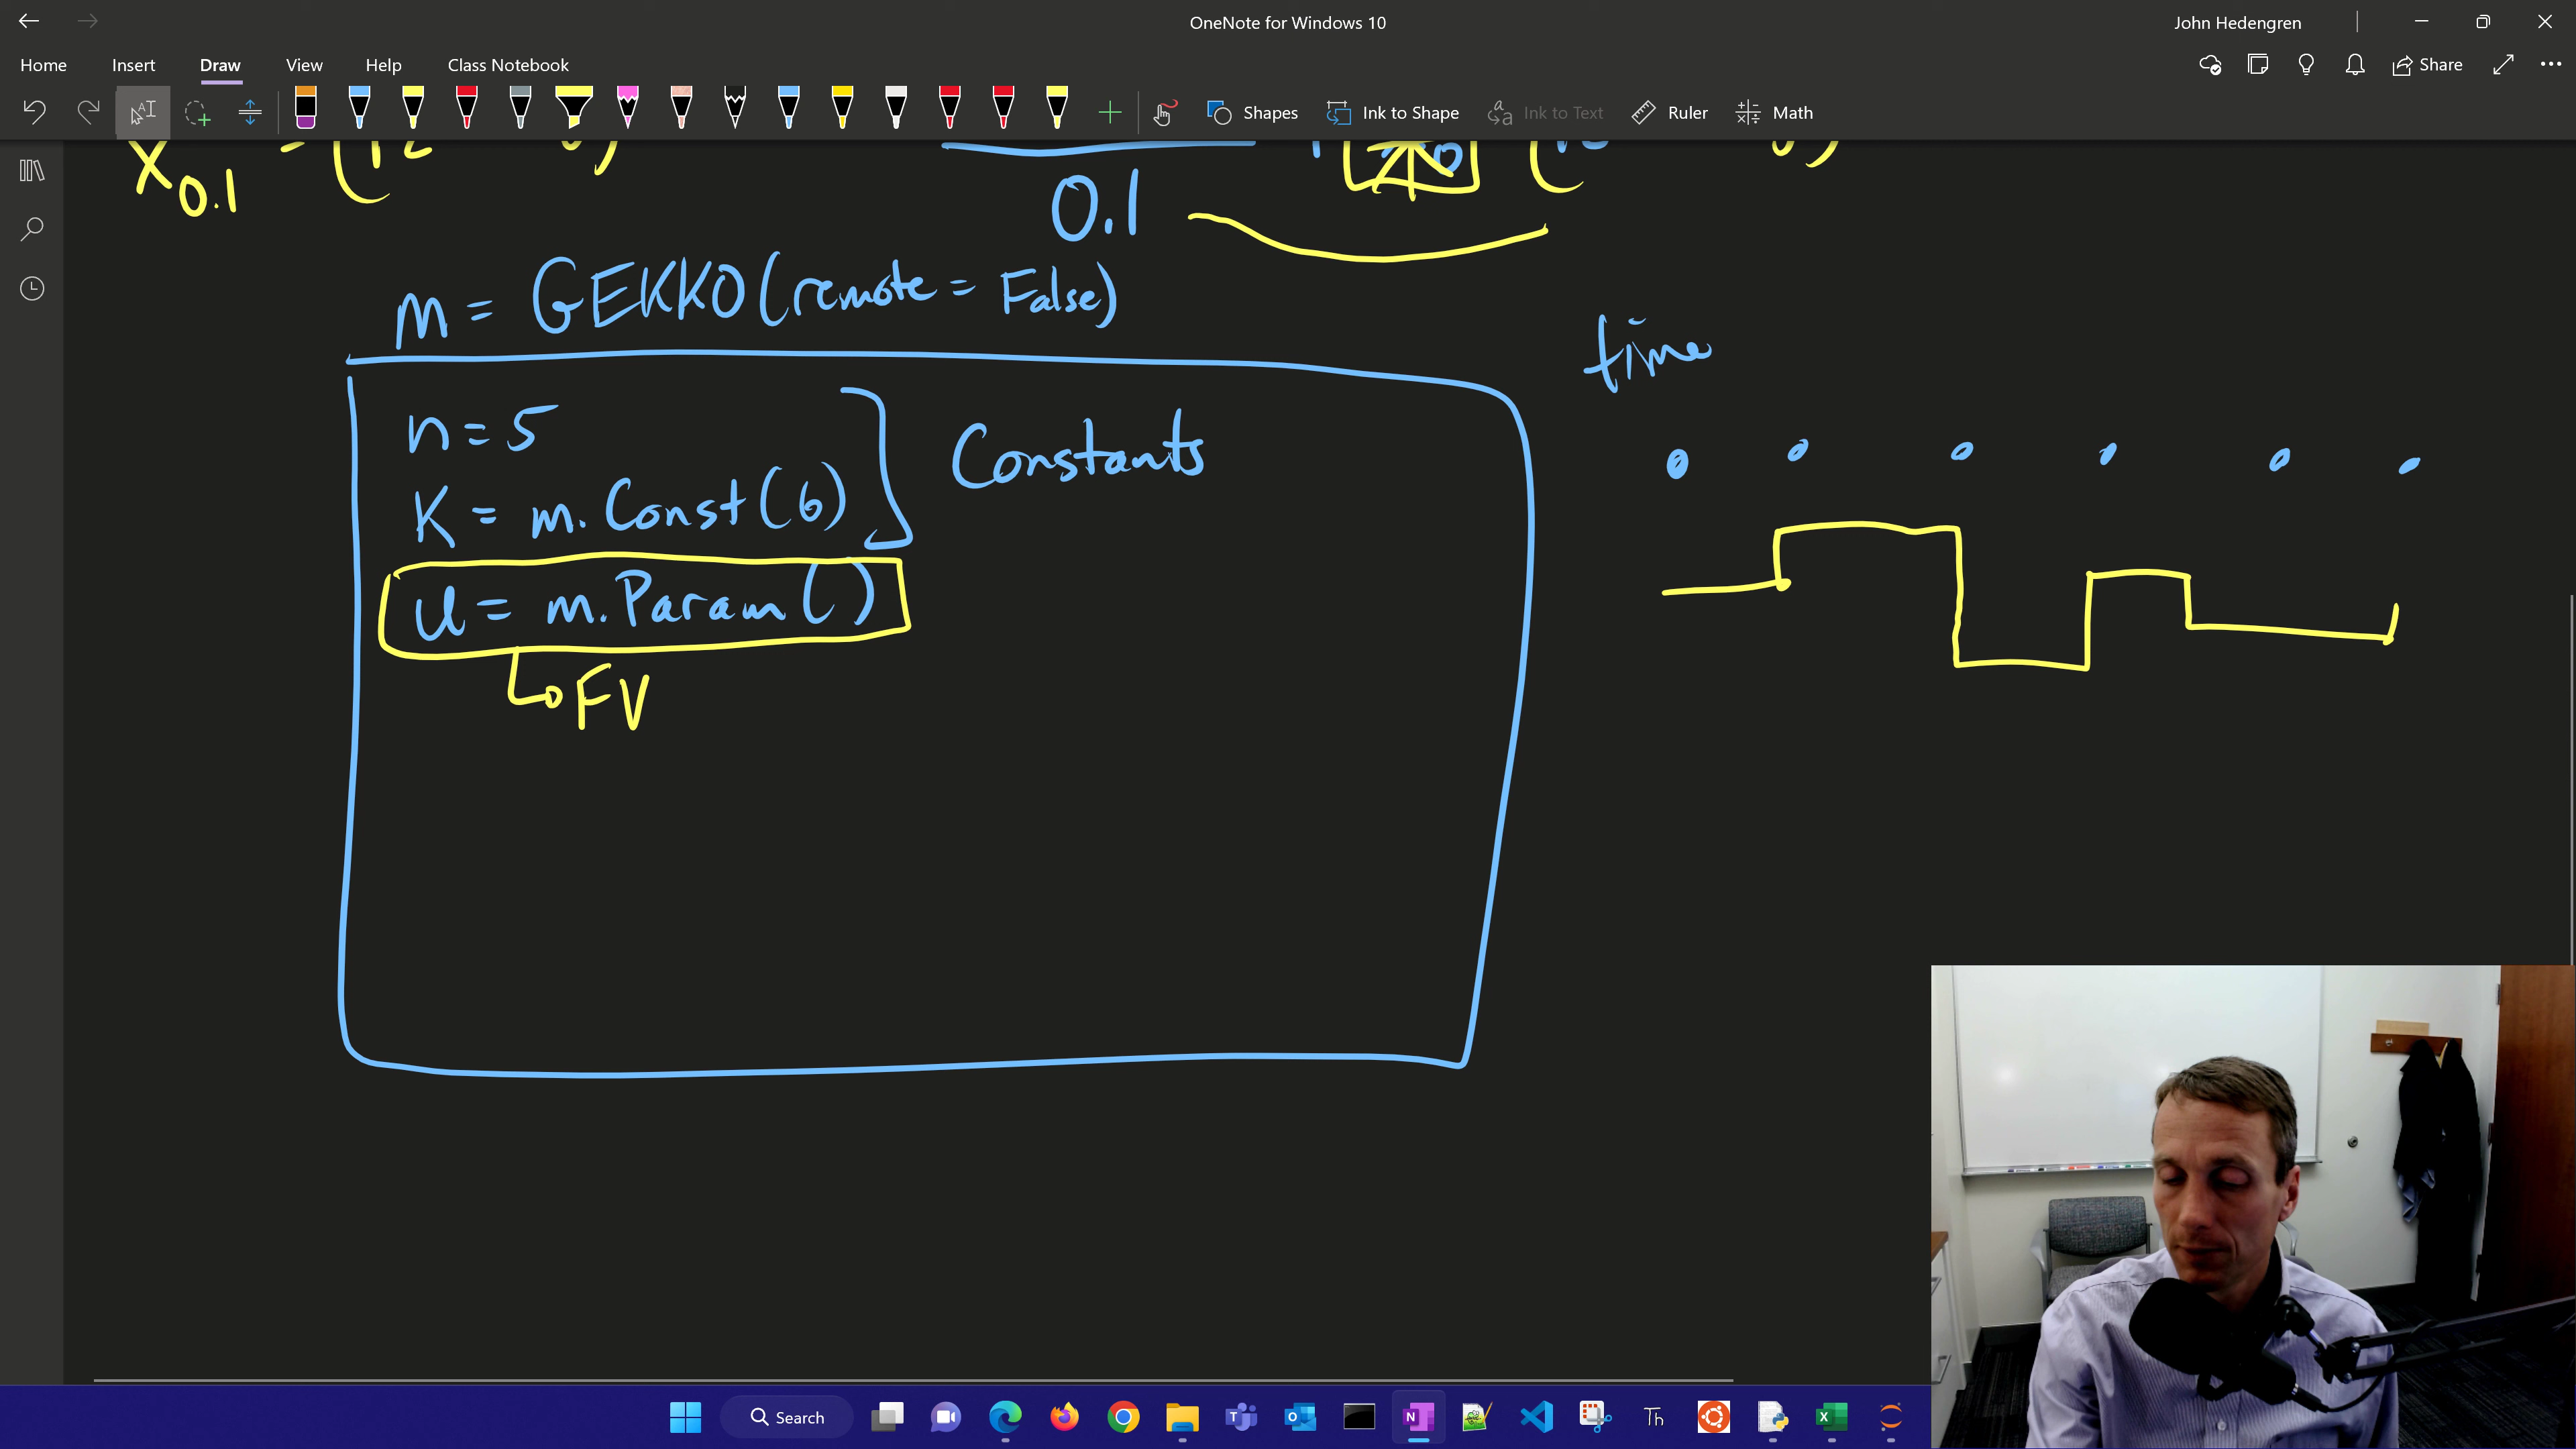 OneNote for Windows 10
John Hedengren
Home Insert Draw View Help Class Notebook
Share
Shapes Ink to Shape Ink to Text Ruler Math
X0.1 = (
0.1
m = GEKKO(remote = False)
time
n = 5
K = m.Const(6)
Constants
u = m.Param()
FV
Search